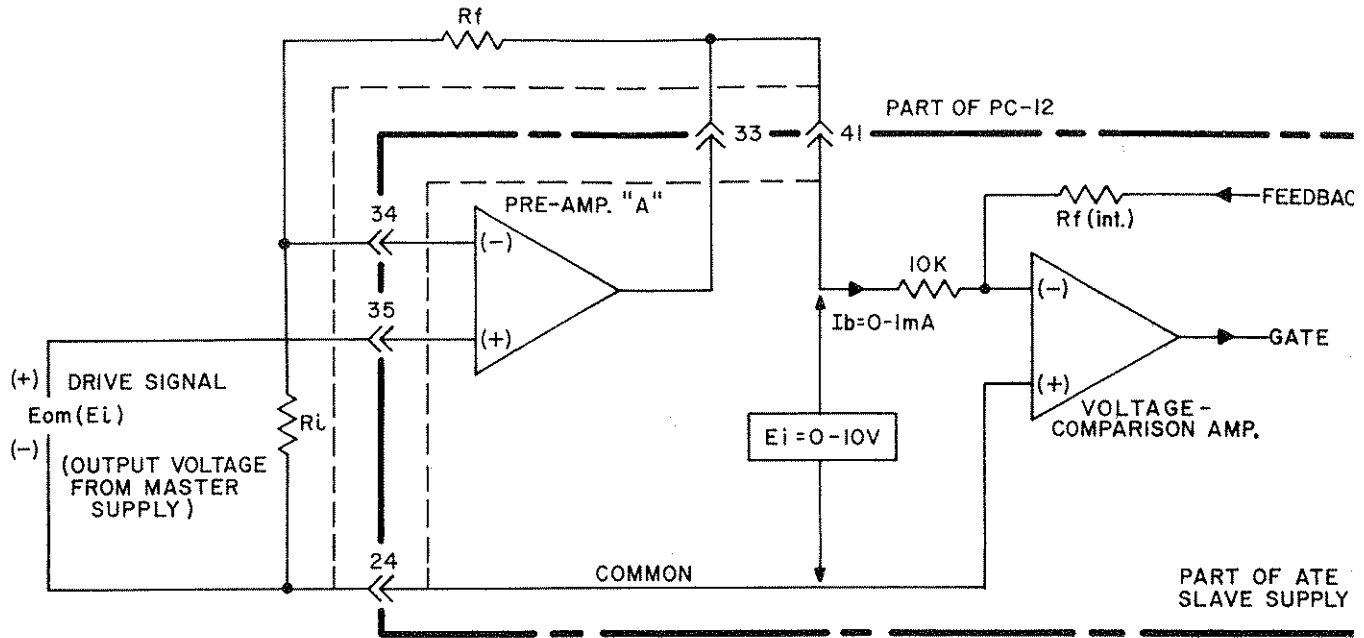 Rf
PART OF PC-12
33
41
PRE-AMP. "A"
FEEDBAC
Rf (int.)
34
(-)
10K
35
(+)
Ib=0-1mA
(-)
GATE
(+)
DRIVE SIGNAL
Eom (Ei)
(-)
Ri
(OUTPUT VOLTAGE
FROM MASTER
SUPPLY)
Ei=0-10V
(+)
VOLTAGE-
COMPARISON AMP.
24
COMMON
PART OF ATE
SLAVE SUPPLY